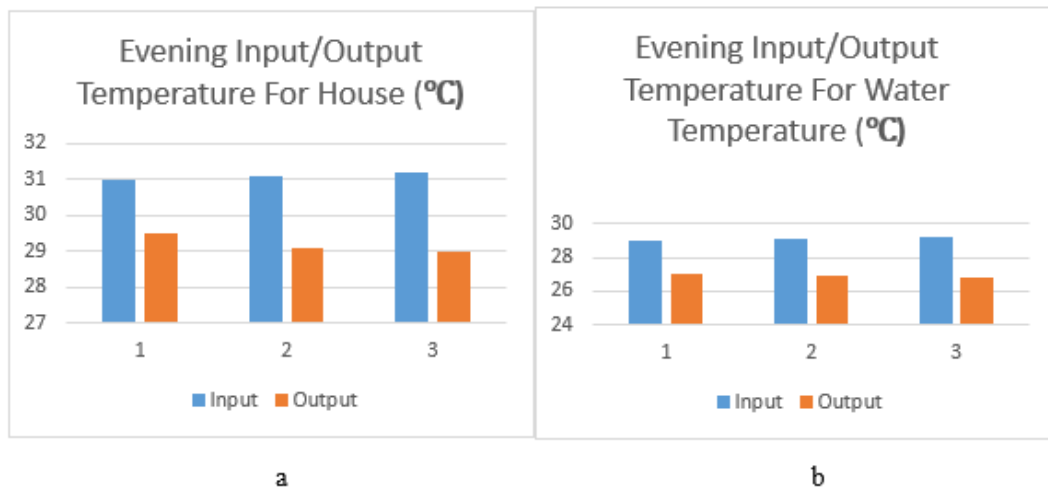 Evening Input/Output
Temperature For House (℃)
32
31
30
29
28
27
1 2 3
Input Output
a
Evening Input/Output
Temperature For Water
Temperature (℃)
30
28
26
24
1 2 3
Input Output
b